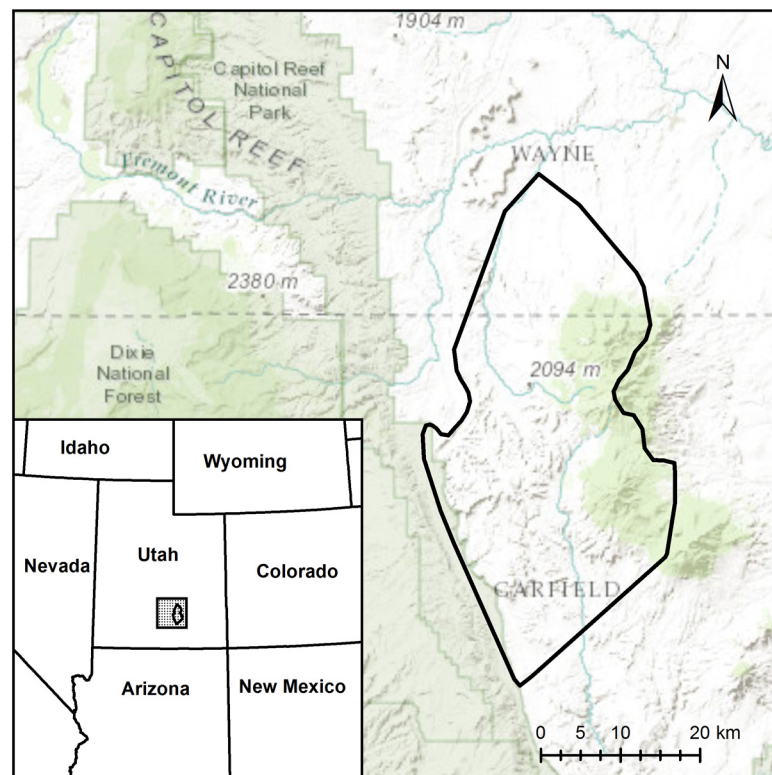 1904 m
N
Capitol Reef
National
Park
CAPITOL REEF
WAYNE
Fremont River
2380 m
Dixie
National
Forest
2094 m
GARFIELD
Idaho
Wyoming
Nevada
Utah
Colorado
Arizona
New Mexico
0 5 10 20 km